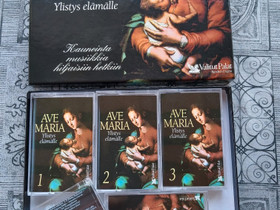 Ylistys elämälle
Kauneinta
musiikkia
hiljaisiin hetkiin
Valitut Palat
AVE
MARIA
Ylistys
elämälle
1
AVE
MARIA
Ylistys
elämälle
2
AVE
MARIA
Ylistys
elämälle
3